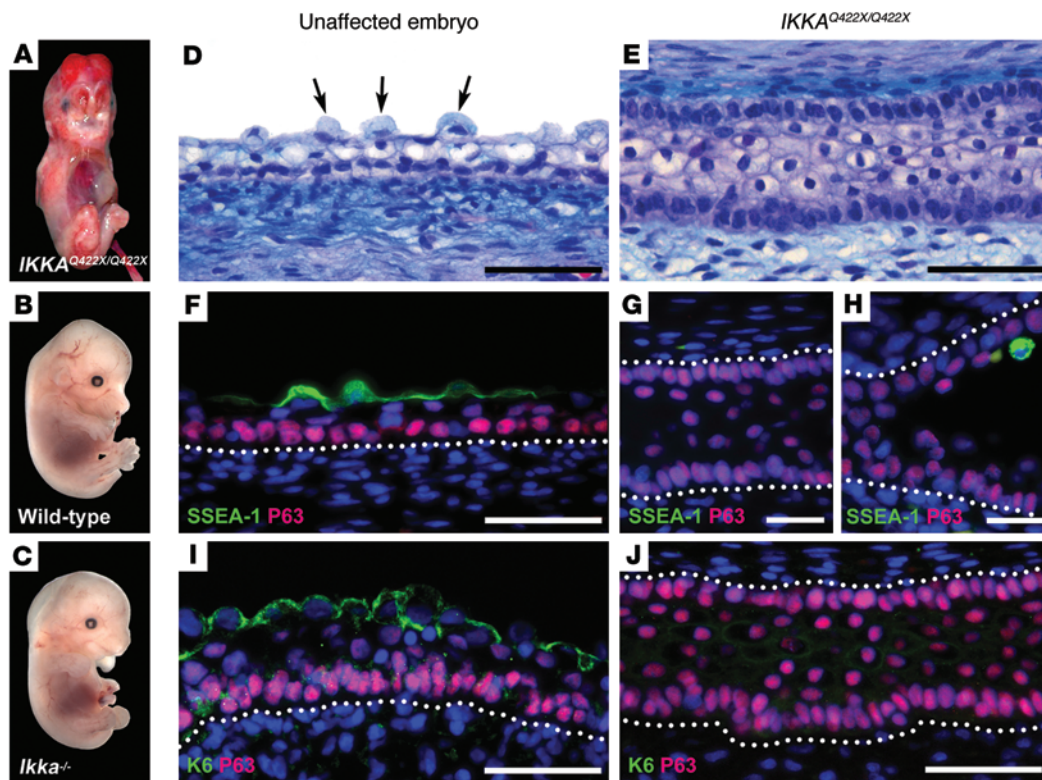 Unaffected embryo
IKKA^Q422X/Q422X
A
D
E
IKKA^Q422X/Q422X
B
F
G
H
Wild-type
SSEA-1 P63
SSEA-1 P63
SSEA-1 P63
C
I
J
Ikka-/-
K6 P63
K6 P63